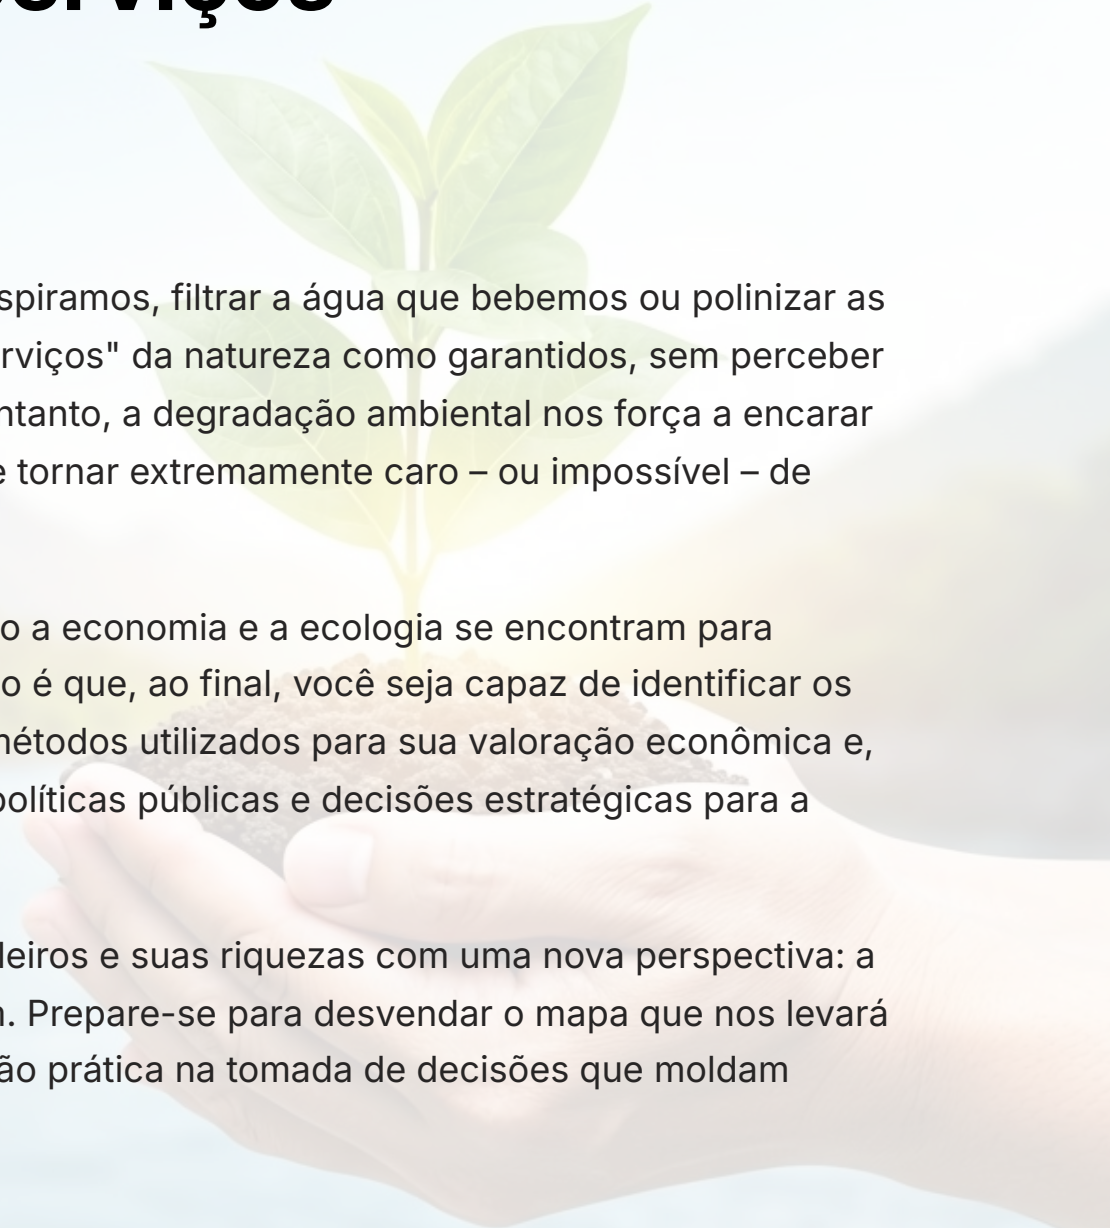 serviços
spiramos, filtrar a água que bebemos ou polinizar as
rviços" da natureza como garantidos, sem perceber
ntanto, a degradação ambiental nos força a encarar
e tornar extremamente caro – ou impossível – de
o a economia e a ecologia se encontram para
o é que, ao final, você seja capaz de identificar os
métodos utilizados para sua valoração econômica e,
políticas públicas e decisões estratégicas para a
leiros e suas riquezas com uma nova perspectiva: a
m. Prepare-se para desvendar o mapa que nos levará
ão prática na tomada de decisões que moldam